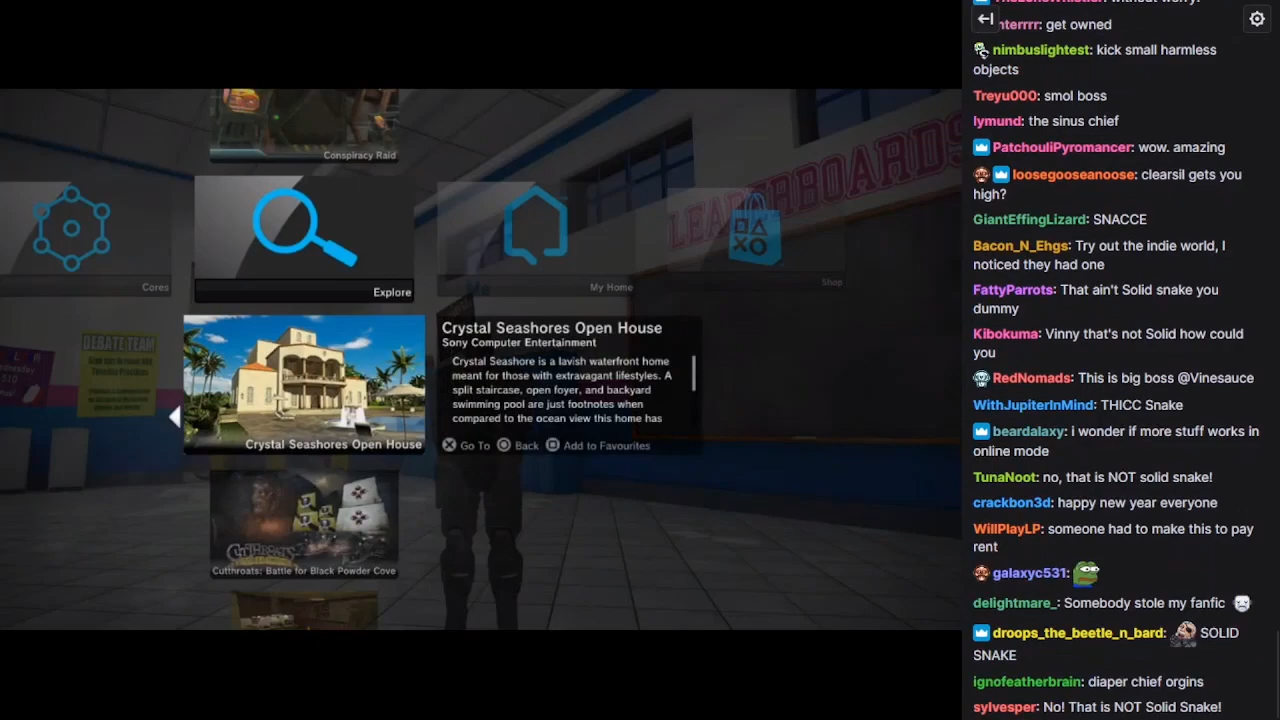 Conspiracy Raid
LEADERBOARDS
Cores
Explore
My Home
Shop
DEBATE TEAM
Crystal Seashores Open House
Crystal Seashores Open House
Sony Computer Entertainment
Crystal Seashore is a lavish waterfront home
meant for those with extravagant lifestyles. A
split staircase, open foyer, and backyard
swimming pool are just footnotes when
compared to the ocean view this home has
Go To Back Add to Favourites
CUTTHROATS
Cutthroats: Battle for Black Powder Cove
without worry?
nterrrr: get owned
nimbuslightest: kick small harmless
objects
Treyu000: smol boss
lymund: the sinus chief
PatchouliPyromancer: wow. amazing
loosegooseanoose: clearsil gets you
high?
GiantEffingLizard: SNACCE
Bacon_N_Ehgs: Try out the indie world, I
noticed they had one
FattyParrots: That ain't Solid snake you
dummy
Kibokuma: Vinny that's not Solid how could
you
RedNomads: This is big boss @Vinesauce
WithJupiterInMind: THICC Snake
beardalaxy: i wonder if more stuff works in
online mode
TunaNoot: no, that is NOT solid snake!
crackbon3d: happy new year everyone
WillPlayLP: someone had to make this to pay
rent
galaxyc531:
delightmare_: Somebody stole my fanfic
droops_the_beetle_n_bard: SOLID
SNAKE
ignofeatherbrain: diaper chief orgins
sylvesper: No! That is NOT Solid Snake!